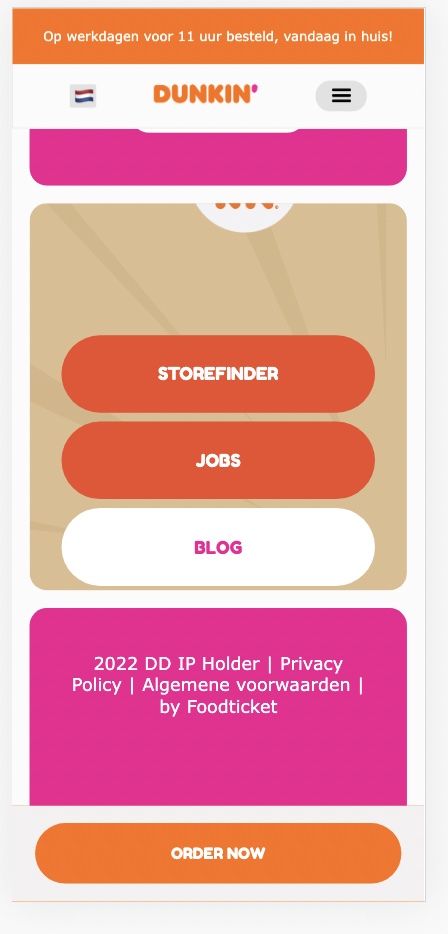 Op werkdagen voor 11 uur besteld, vandaag in huis!
DUNKIN'
STOREFINDER
JOBS
BLOG
2022 DD IP Holder | Privacy
Policy | Algemene voorwaarden |
by Foodticket
ORDER NOW